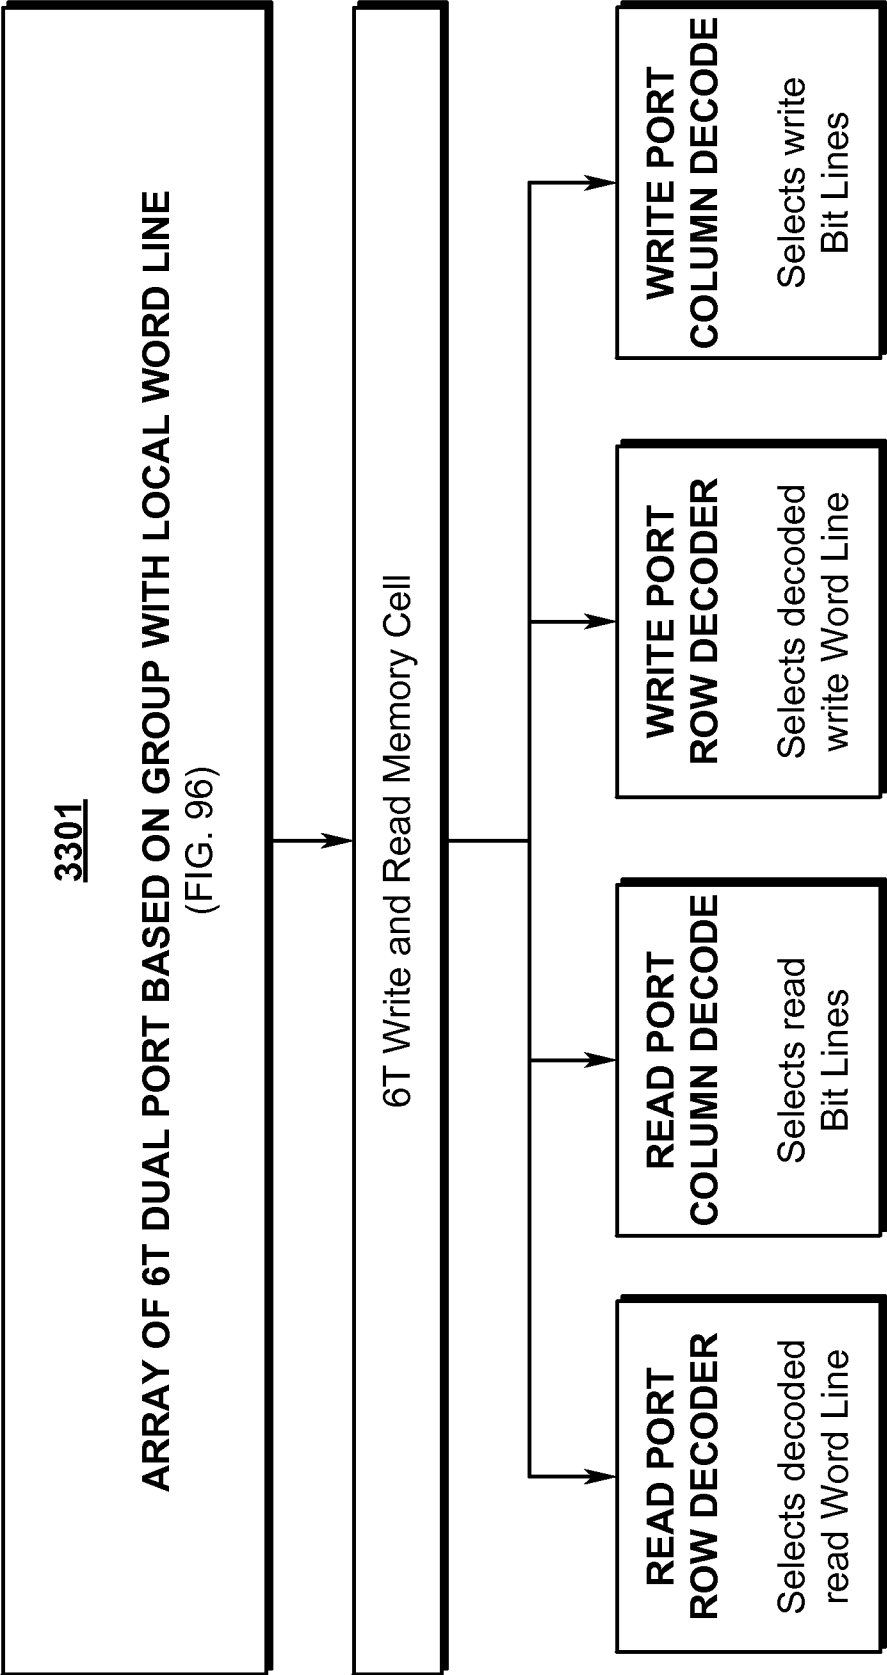 3301
ARRAY OF 6T DUAL PORT BASED ON GROUP WITH LOCAL WORD LINE
(FIG. 96)
6T Write and Read Memory Cell
READ PORT
ROW DECODER
Selects decoded
read Word Line
READ PORT
COLUMN DECODE
Selects read
Bit Lines
WRITE PORT
ROW DECODER
Selects decoded
write Word Line
WRITE PORT
COLUMN DECODE
Selects write
Bit Lines